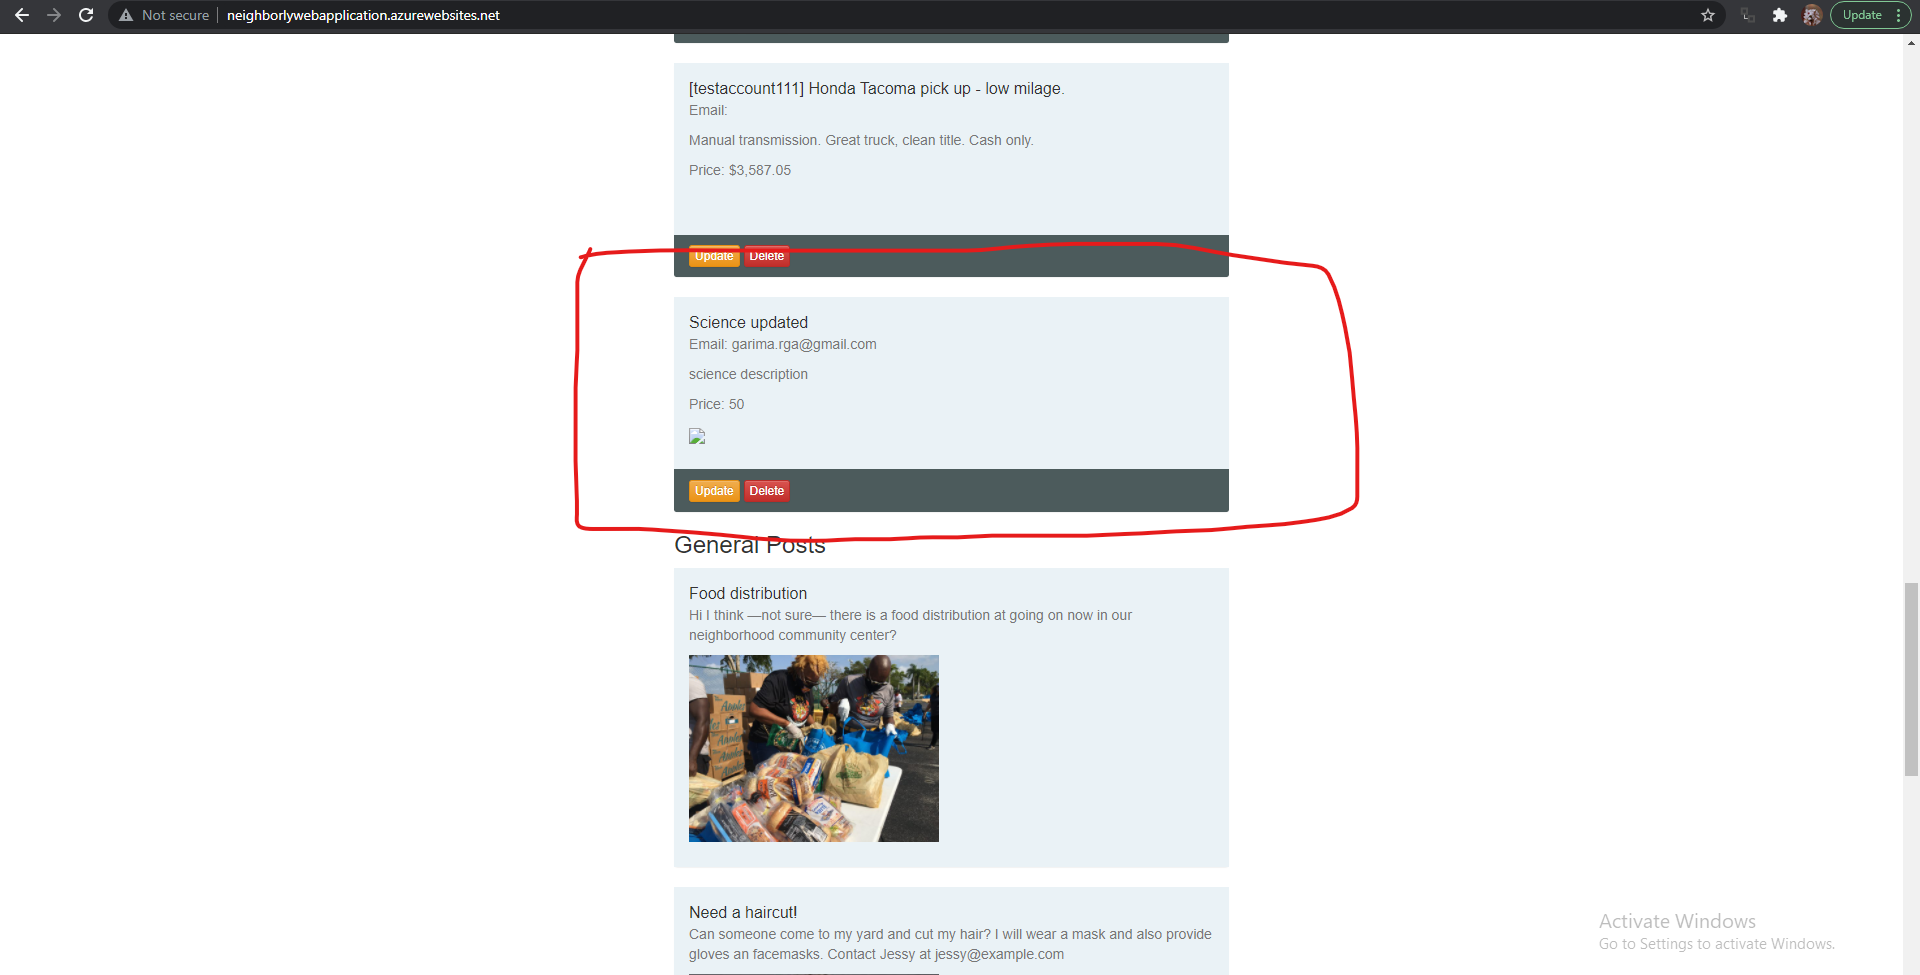 Not secure
neighborlywebapplication.azurewebsites.net
Update
[testaccount111] Honda Tacoma pick up - low milage.
Email:
Manual transmission. Great truck, clean title. Cash only.
Price: $3,587.05
Update Delete
Science updated
Email: garima.rga@gmail.com
science description
Price: 50
Update Delete
General Posts
Food distribution
Hi I think —not sure— there is a food distribution at going on now in our
neighborhood community center?
Apples
Need a haircut!
Can someone come to my yard and cut my hair? I will wear a mask and also provide
gloves an facemasks. Contact Jessy at jessy@example.com
Activate Windows
Go to Settings to activate Windows.